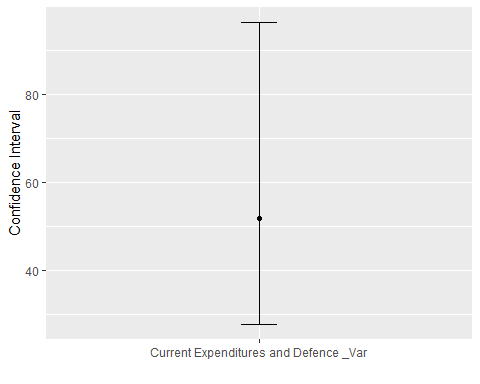 Confidence Interval
80
60
40
Current Expenditures and Defence _Var